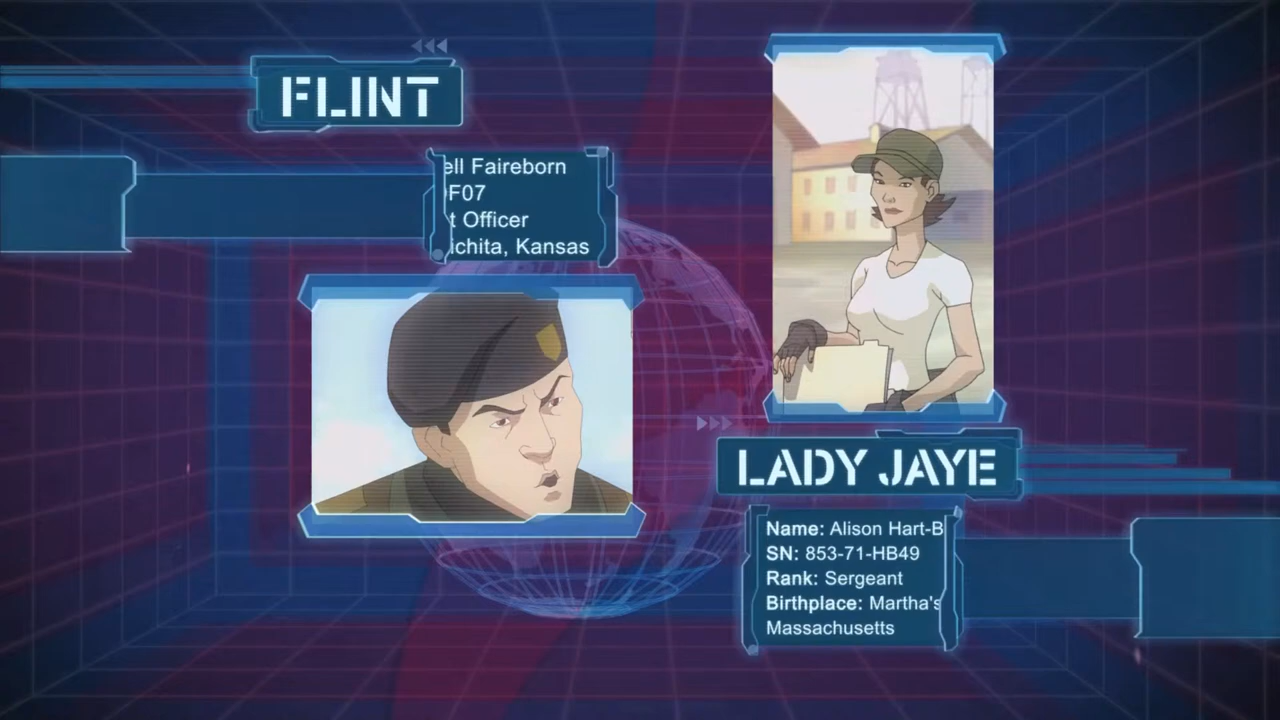 FLINT
ell Faireborn
F07
t Officer
ichita, Kansas
LADY JAYE
Name: Alison Hart-B
SN: 853-71-HB49
Rank: Sergeant
Birthplace: Martha's
Massachusetts